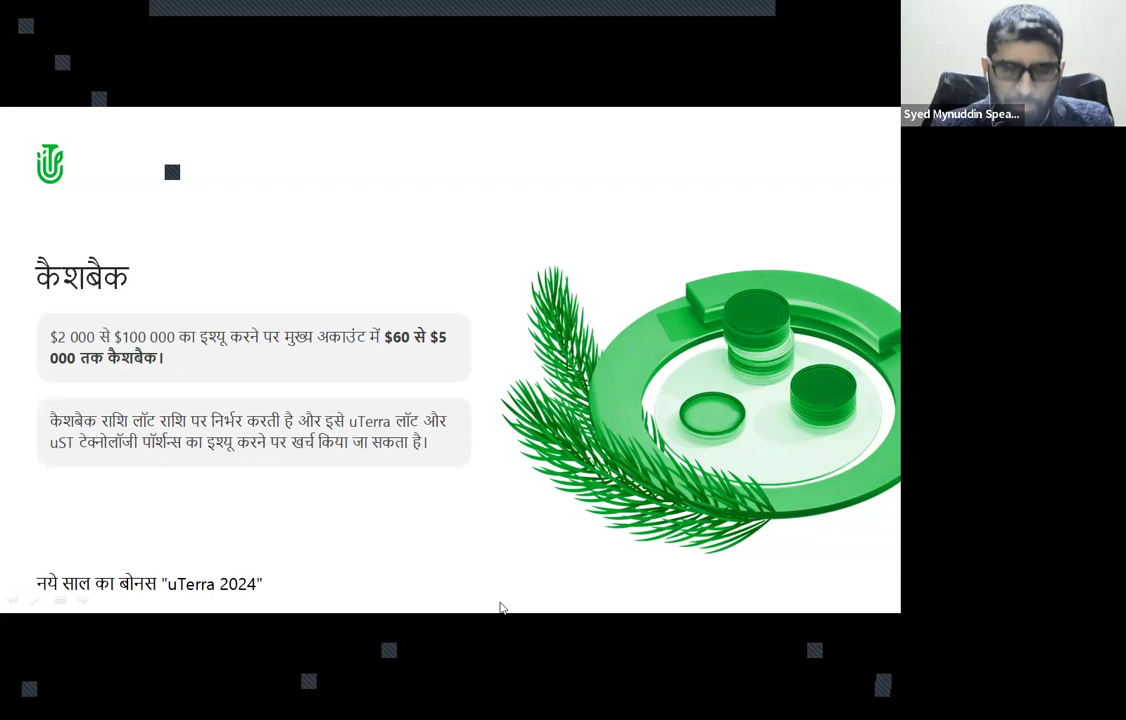 Syed Mynuddin Spea...
कैशबैक
$2 000 से $100 000 का इश्यू करने पर मुख्य अकाउंट में $60 से $5
000 तक कैशबैक।
कैशबैक राशि लॉट राशि पर निर्भर करती है और इसे uTerra लॉट और
uST टेक्नोलॉजी पॉर्शन्स का इश्यू करने पर खर्च किया जा सकता है।
नये साल का बोनस "uTerra 2024"